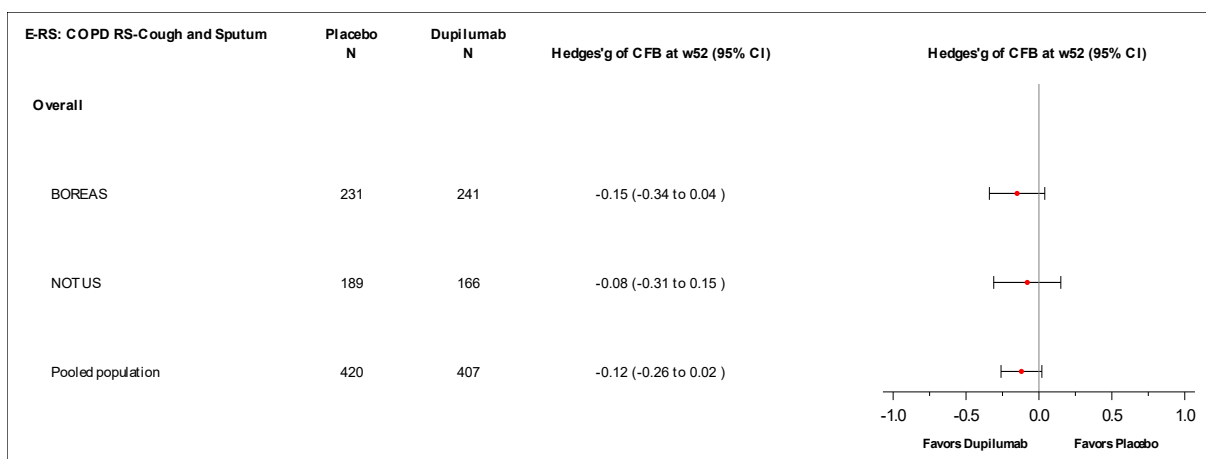 E-RS: COPD RS-Cough and Sputum Placebo Dupilumab
N N Hedges'g of CFB at w52 (95% CI) Hedges'g of CFB at w52 (95% CI)
Overall
BOREAS 231 241 -0.15 (-0.34 to 0.04 )
NOTUS 189 166 -0.08 (-0.31 to 0.15 )
Pooled population 420 407 -0.12 (-0.26 to 0.02 )
-1.0 -0.5 0.0 0.5 1.0
Favors Dupilumab Favors Placebo